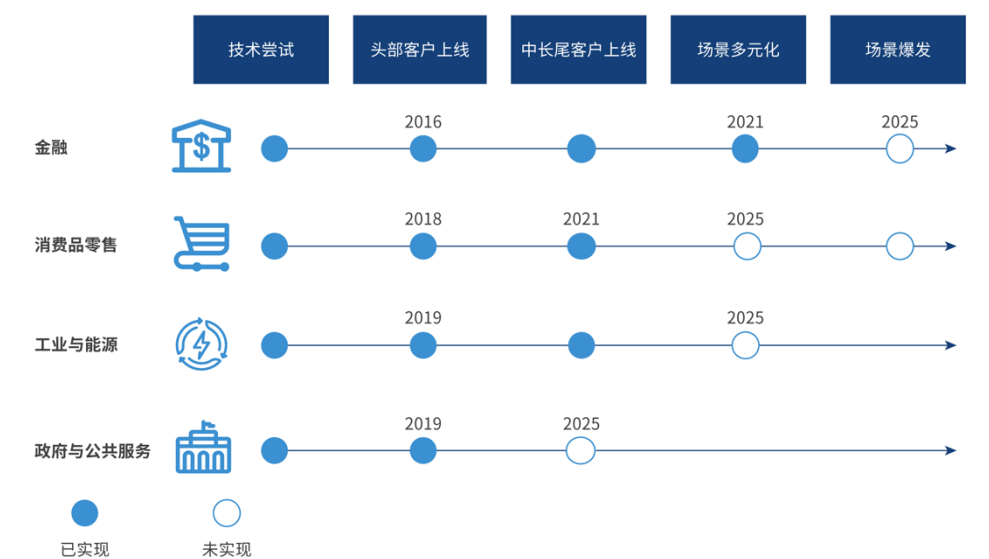 技术尝试
头部客户上线
中长尾客户上线
场景多元化
场景爆发
金融
$
2016
2021
2025
消费品零售
2018
2021
2025
工业与能源
2019
2025
政府与公共服务
2019
2025
已实现
未实现